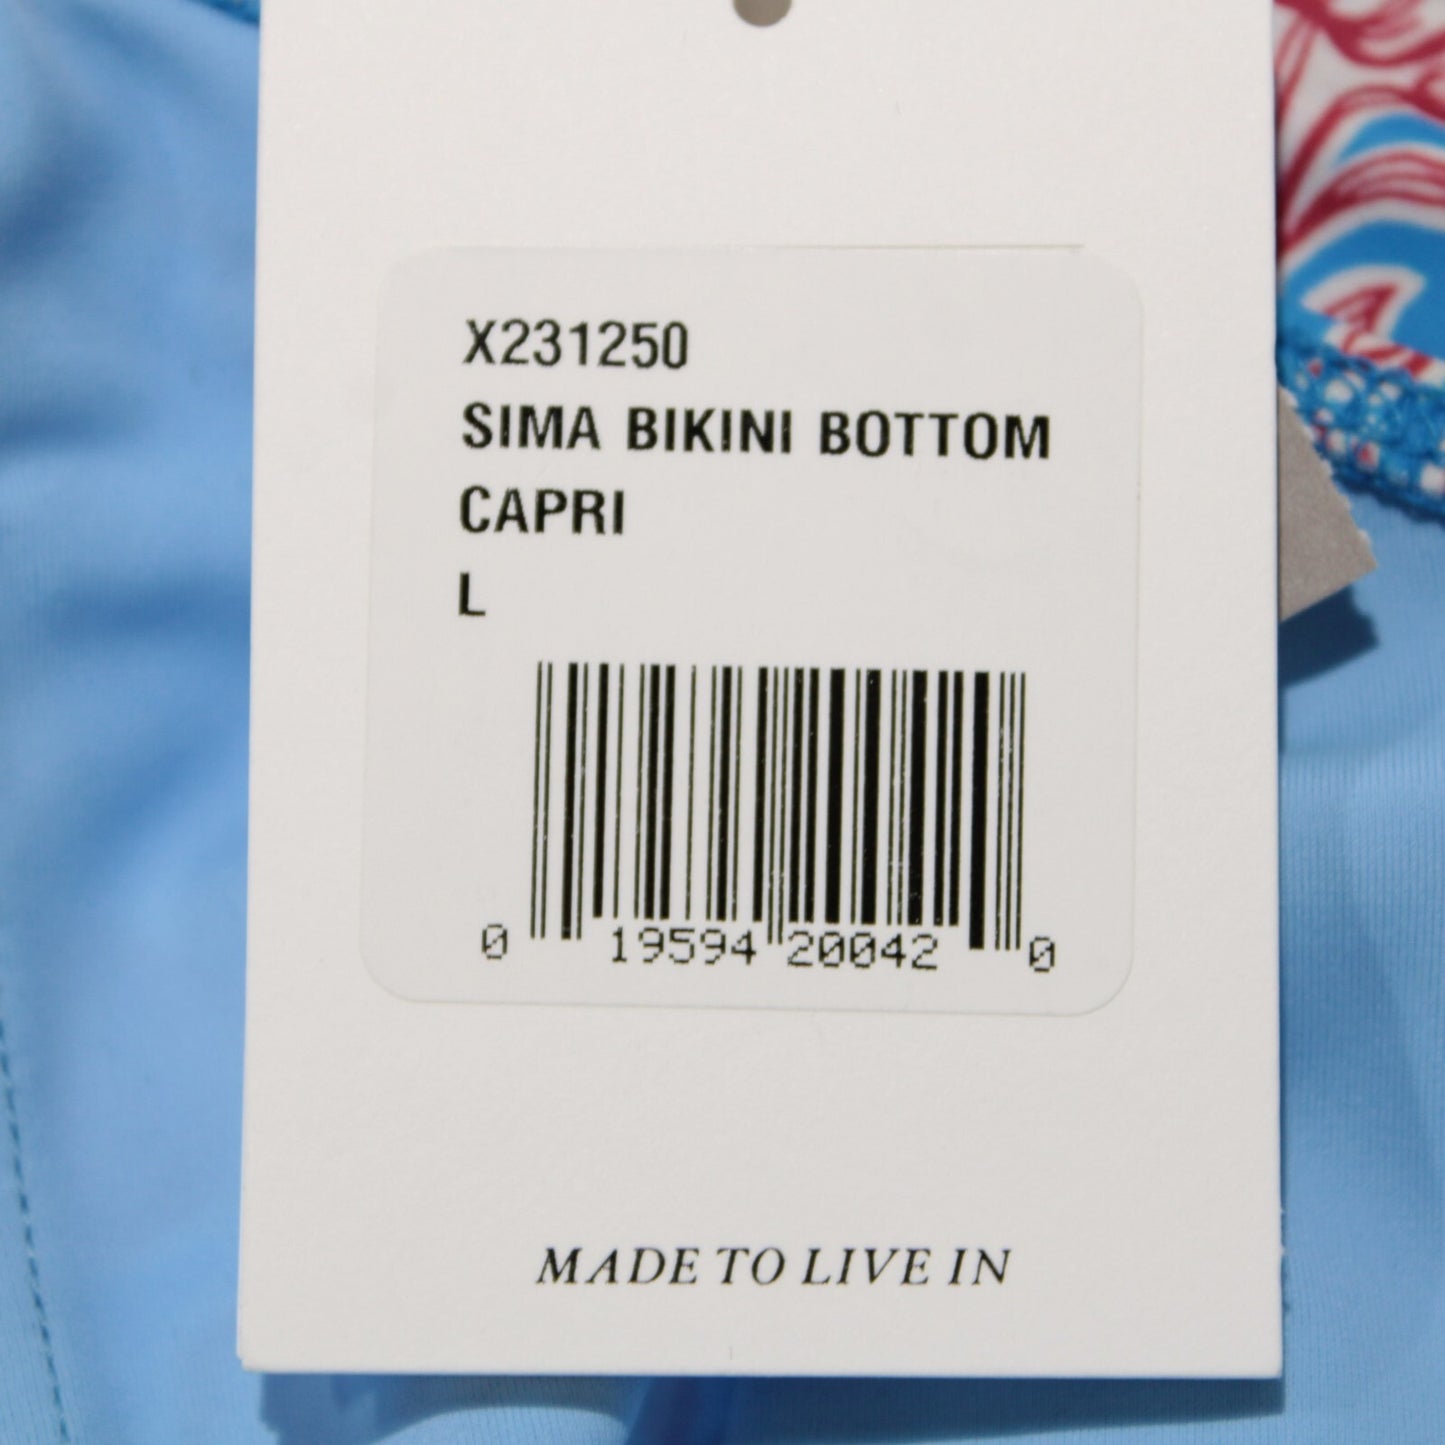 X231250
SIMA BIKINI BOTTOM
CAPRI
L
0 19594 20042 0
MADE TO LIVE IN